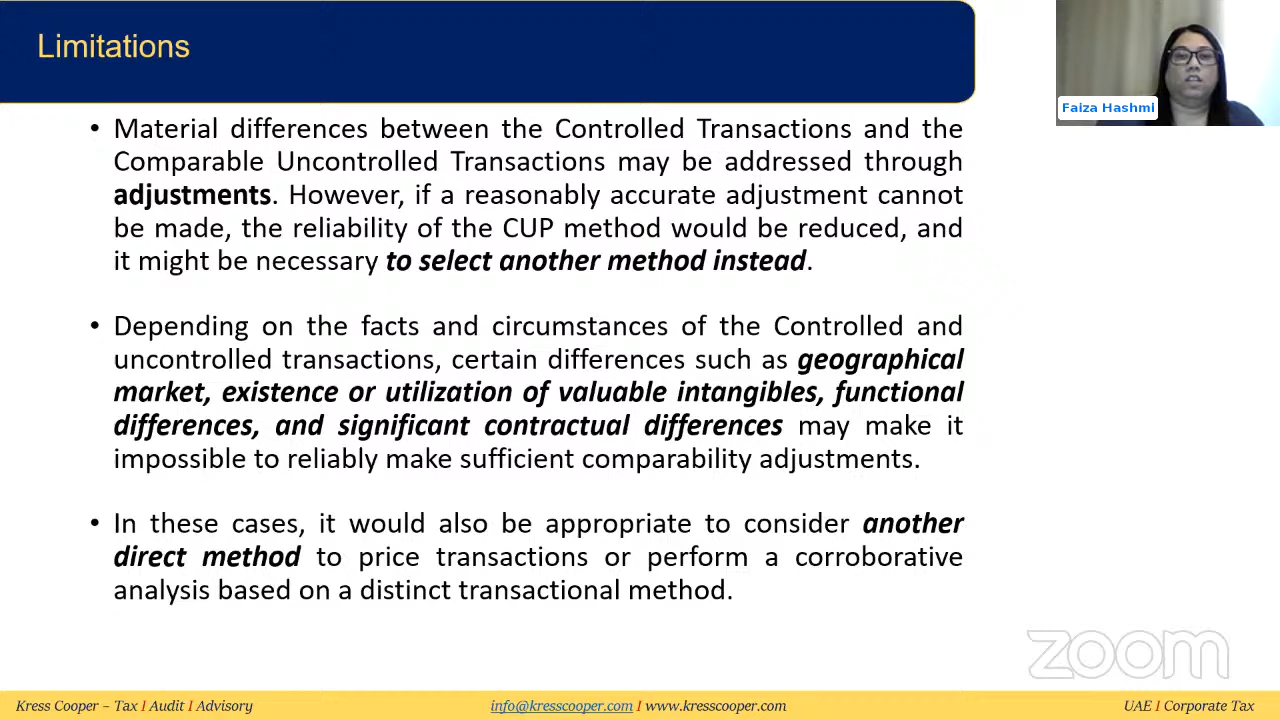 Limitations
Faiza Hashmi
• Material differences between the Controlled Transactions and the
Comparable Uncontrolled Transactions may be addressed through
adjustments. However, if a reasonably accurate adjustment cannot
be made, the reliability of the CUP method would be reduced, and
it might be necessary to select another method instead.
• Depending on the facts and circumstances of the Controlled and
uncontrolled transactions, certain differences such as geographical
market, existence or utilization of valuable intangibles, functional
differences, and significant contractual differences may make it
impossible to reliably make sufficient comparability adjustments.
• In these cases, it would also be appropriate to consider another
direct method to price transactions or perform a corroborative
analysis based on a distinct transactional method.
zoom
Kress Cooper – Tax I Audit I Advisory
info@kresscooper.com I www.kresscooper.com
UAE I Corporate Tax